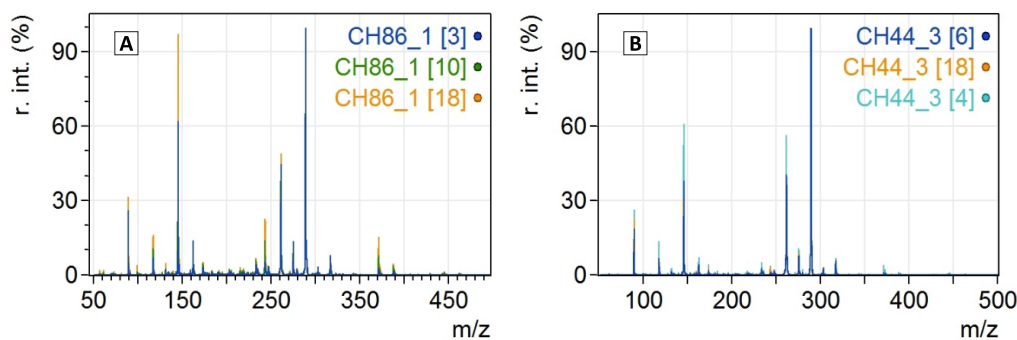 A
CH86_1 [3]
CH86_1 [10]
CH86_1 [18]
r. int. (%)
90
60
30
0
50
150
250
350
450
m/z
B
CH44_3 [6]
CH44_3 [18]
CH44_3 [4]
r. int. (%)
90
60
30
0
100
200
300
400
500
m/z